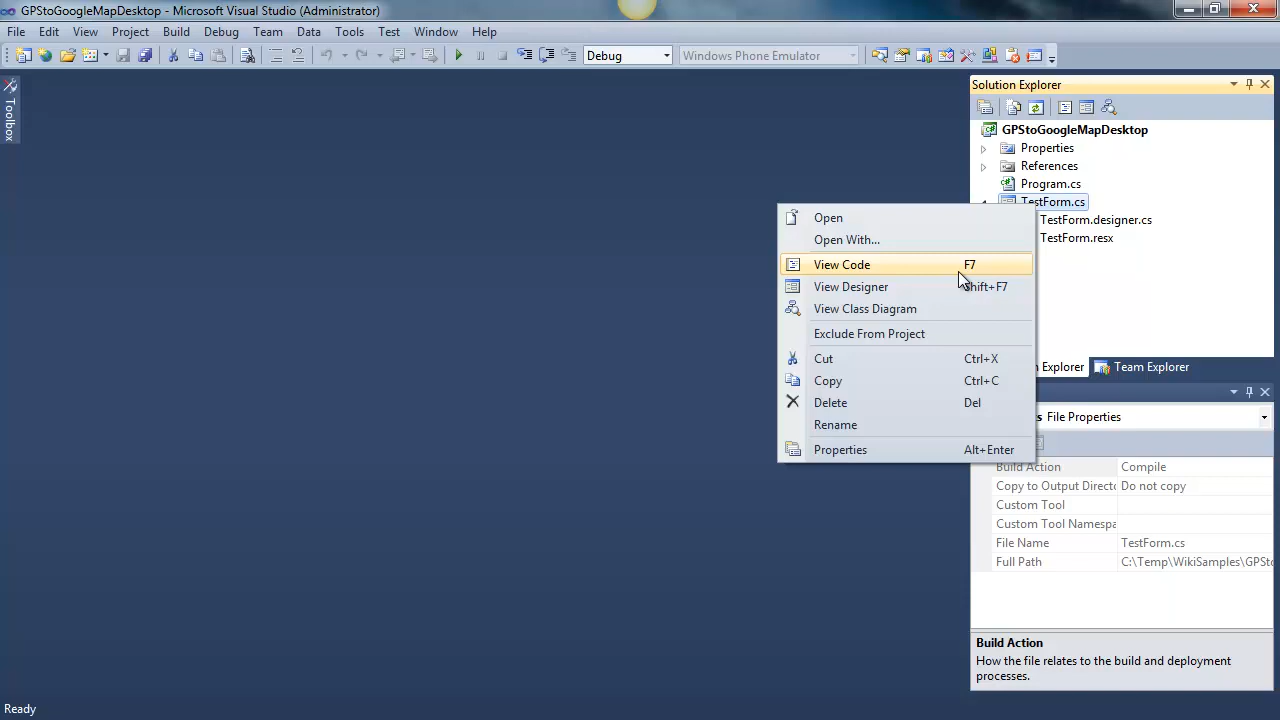 GPStoGoogleMapDesktop - Microsoft Visual Studio (Administrator)
File Edit View Project Build Debug Team Data Tools Test Window Help
Debug Windows Phone Emulator
Toolbox
Solution Explorer
GPStoGoogleMapDesktop
Properties
References
Program.cs
TestForm.cs
TestForm.designer.cs
TestForm.resx
Open
Open With...
View Code F7
View Designer Shift+F7
View Class Diagram
Exclude From Project
Cut Ctrl+X
Copy Ctrl+C
Delete Del
Rename
Properties Alt+Enter
Explorer Team Explorer
File Properties
Build Action Compile
Copy to Output Directo Do not copy
Custom Tool
Custom Tool Namespa
File Name TestForm.cs
Full Path C:\Temp\WikiSamples\GPSto
Build Action
How the file relates to the build and deployment
processes.
Ready